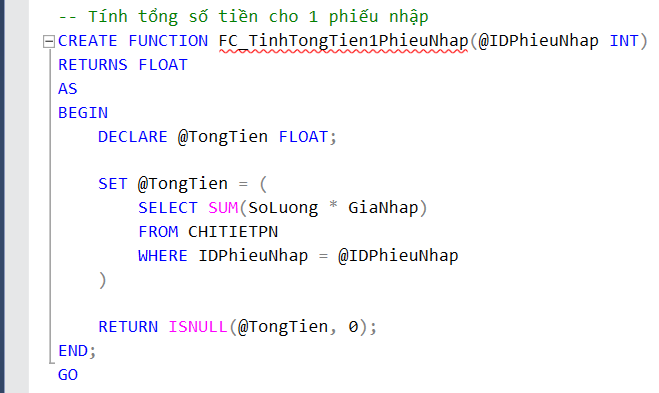 -- Tính tổng số tiền cho 1 phiếu nhập
CREATE FUNCTION FC_TinhTongTien1PhieuNhap(@IDPhieuNhap INT)
RETURNS FLOAT
AS
BEGIN
    DECLARE @TongTien FLOAT;

    SET @TongTien = (
        SELECT SUM(SoLuong * GiaNhap)
        FROM CHITIETPN
        WHERE IDPhieuNhap = @IDPhieuNhap
    )

    RETURN ISNULL(@TongTien, 0);
END;
GO